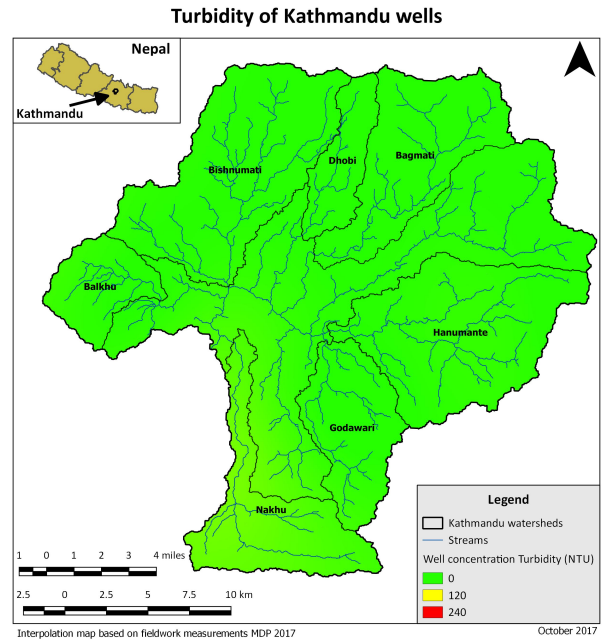 Turbidity of Kathmandu wells
Nepal
Kathmandu
Bishnumati
Dhobi
Bagmati
Balkhu
Hanumante
Godawari
Nakhu
Legend
Kathmandu watersheds
Streams
Well concentration Turbidity (NTU)
0
120
240
1 0 1 2 3 4 miles
2.5 0 2.5 5 7.5 10 km
Interpolation map based on fieldwork measurements MDP 2017
October 2017